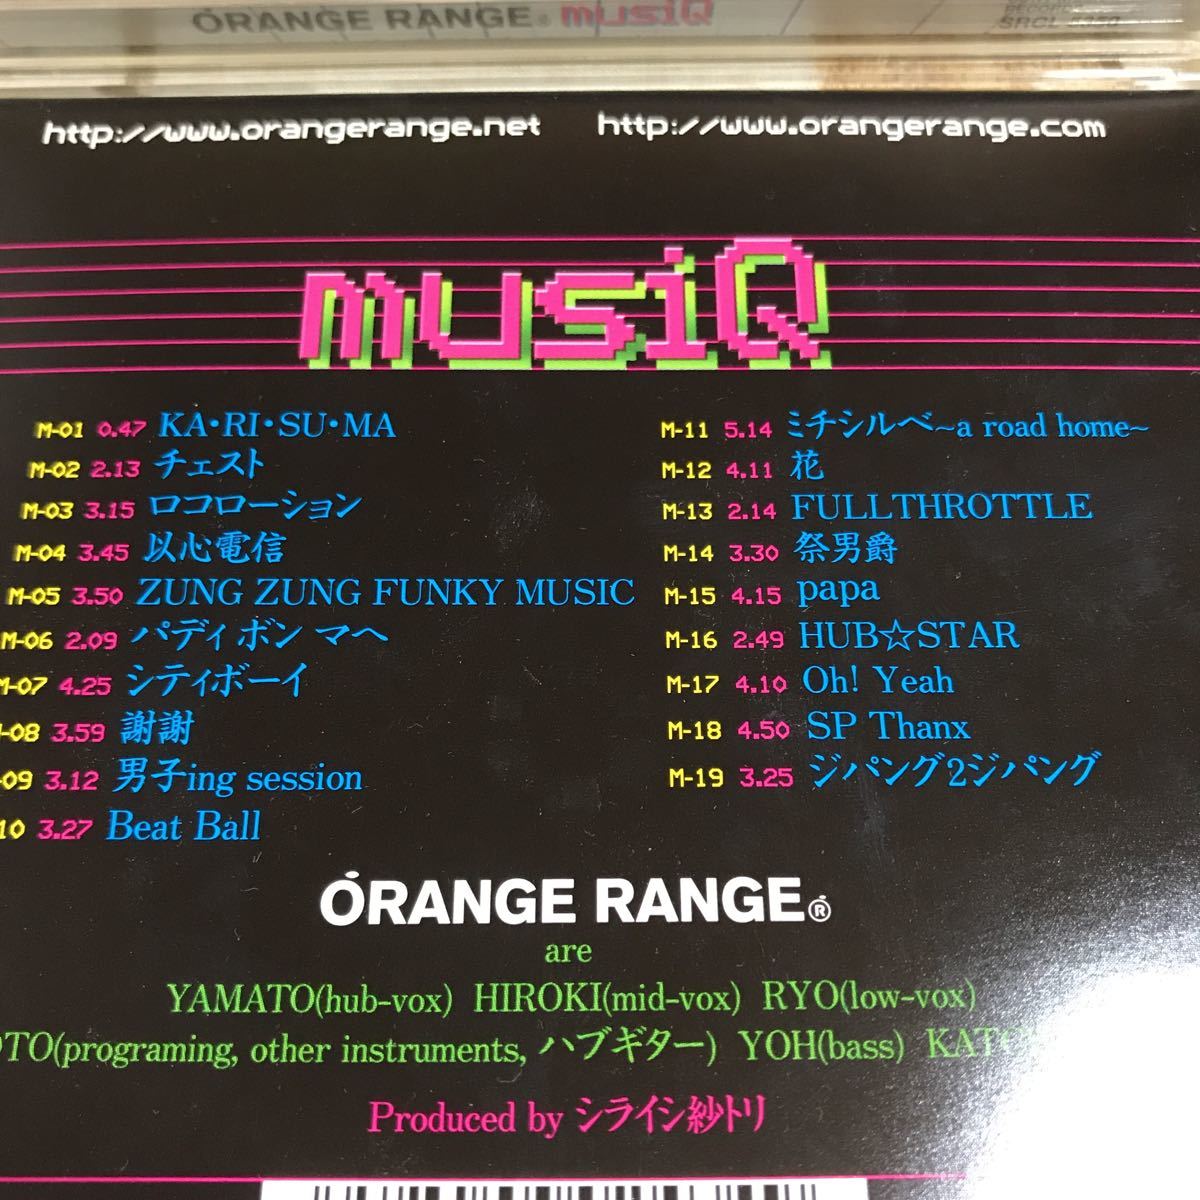 ORANGE RANGE® musiQ
http://www.orangerange.net
http://www.orangerange.com
musiQ
M-01 0.47 KA・RI・SU・MA
M-02 2.13 チェスト
M-03 3.15 ロコローション
M-04 3.45 以心電信
M-05 3.50 ZUNG ZUNG FUNKY MUSIC
M-06 2.09 パディ ボン マヘ
M-07 4.25 シティボーイ
-08 3.59 謝謝
-09 3.12 男子ing session
10 3.27 Beat Ball
M-11 5.14 ミチシルベ~a road home~
M-12 4.11 花
M-13 2.14 FULLTHROTTLE
M-14 3.30 祭男爵
M-15 4.15 papa
M-16 2.49 HUB☆STAR
M-17 4.10 Oh! Yeah
M-18 4.50 SP Thanx
M-19 3.25 ジパング2ジパング
ORANGE RANGE®
are
YAMATO(hub-vox) HIROKI(mid-vox) RYO(low-vox)
OTO(programing, other instruments, ハブギター) YOH(bass)
Produced by シライシ紗トリ